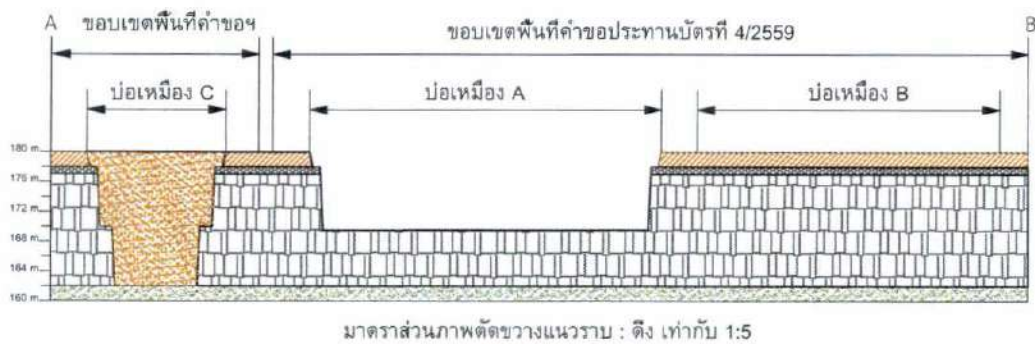 A ขอบเขตพื้นที่คำขอฯ ขอบเขตพื้นที่คำขอประทานบัตรที่ 4/2559 B
บ่อเหมือง C บ่อเหมือง A บ่อเหมือง B
180 m
176 m
172 m
168 m
164 m
160 m
มาตราส่วนภาพตัดขวางแนวราบ : ดึง เท่ากับ 1:5